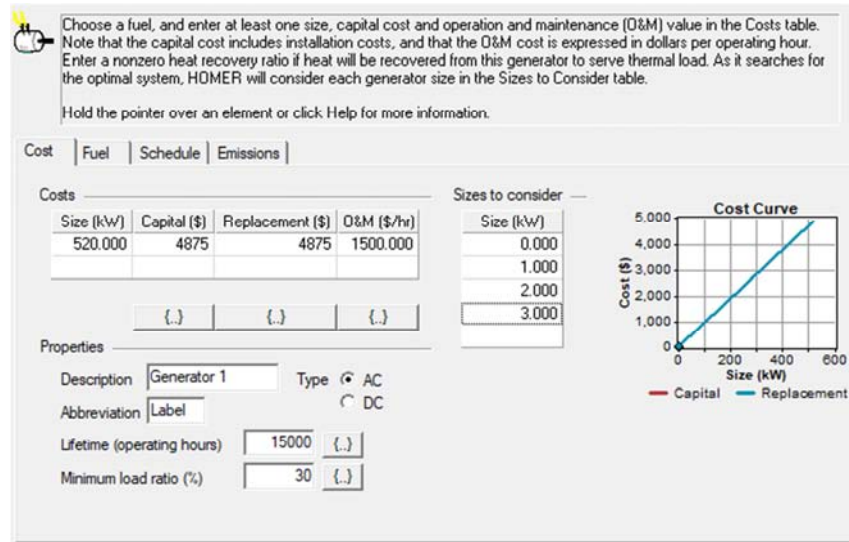 Choose a fuel, and enter at least one size, capital cost and operation and maintenance (O&M) value in the Costs table.
Note that the capital cost includes installation costs, and that the O&M cost is expressed in dollars per operating hour.
Enter a nonzero heat recovery ratio if heat will be recovered from this generator to serve thermal load. As it searches for
the optimal system, HOMER will consider each generator size in the Sizes to Consider table.
Hold the pointer over an element or click Help for more information.
Cost Fuel Schedule Emissions
Costs
Size (kW) Capital ($) Replacement ($) O&M ($/hr)
520.000 4875 4875 1500.000
{..} {..} {..}
Sizes to consider
Size (kW)
0.000
1.000
2.000
3.000
Cost Curve
Cost ($)
5,000
4,000
3,000
2,000
1,000
0
0 200 400 600
Size (kW)
Capital Replacement
Properties
Description Generator 1 Type AC
DC
Abbreviation Label
Lifetime (operating hours) 15000 {..}
Minimum load ratio (%) 30 {..}